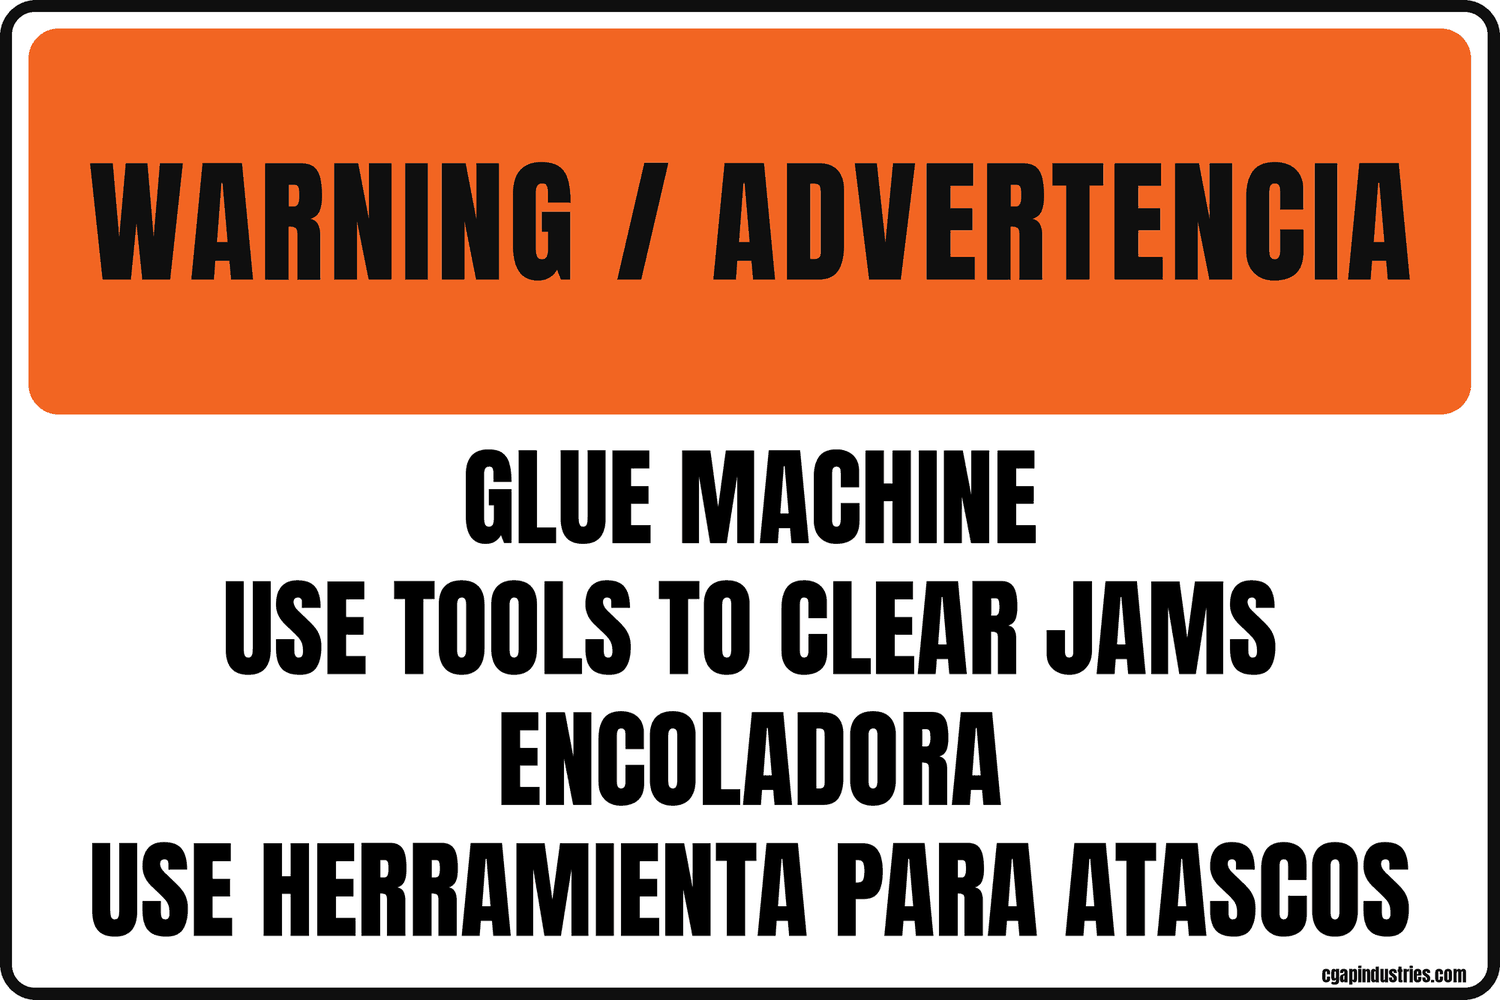 WARNING / ADVERTENCIA
GLUE MACHINE
USE TOOLS TO CLEAR JAMS
ENCOLADORA
USE HERRAMIENTA PARA ATASCOS
cgapindustries.com